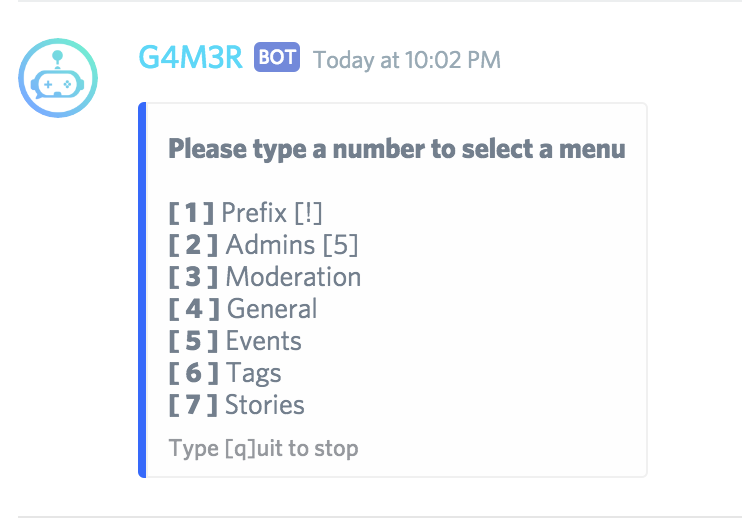 G4M3R BOT Today at 10:02 PM
Please type a number to select a menu
[ 1 ] Prefix [!]
[ 2 ] Admins [5]
[ 3 ] Moderation
[ 4 ] General
[ 5 ] Events
[ 6 ] Tags
[ 7 ] Stories
Type [q]uit to stop